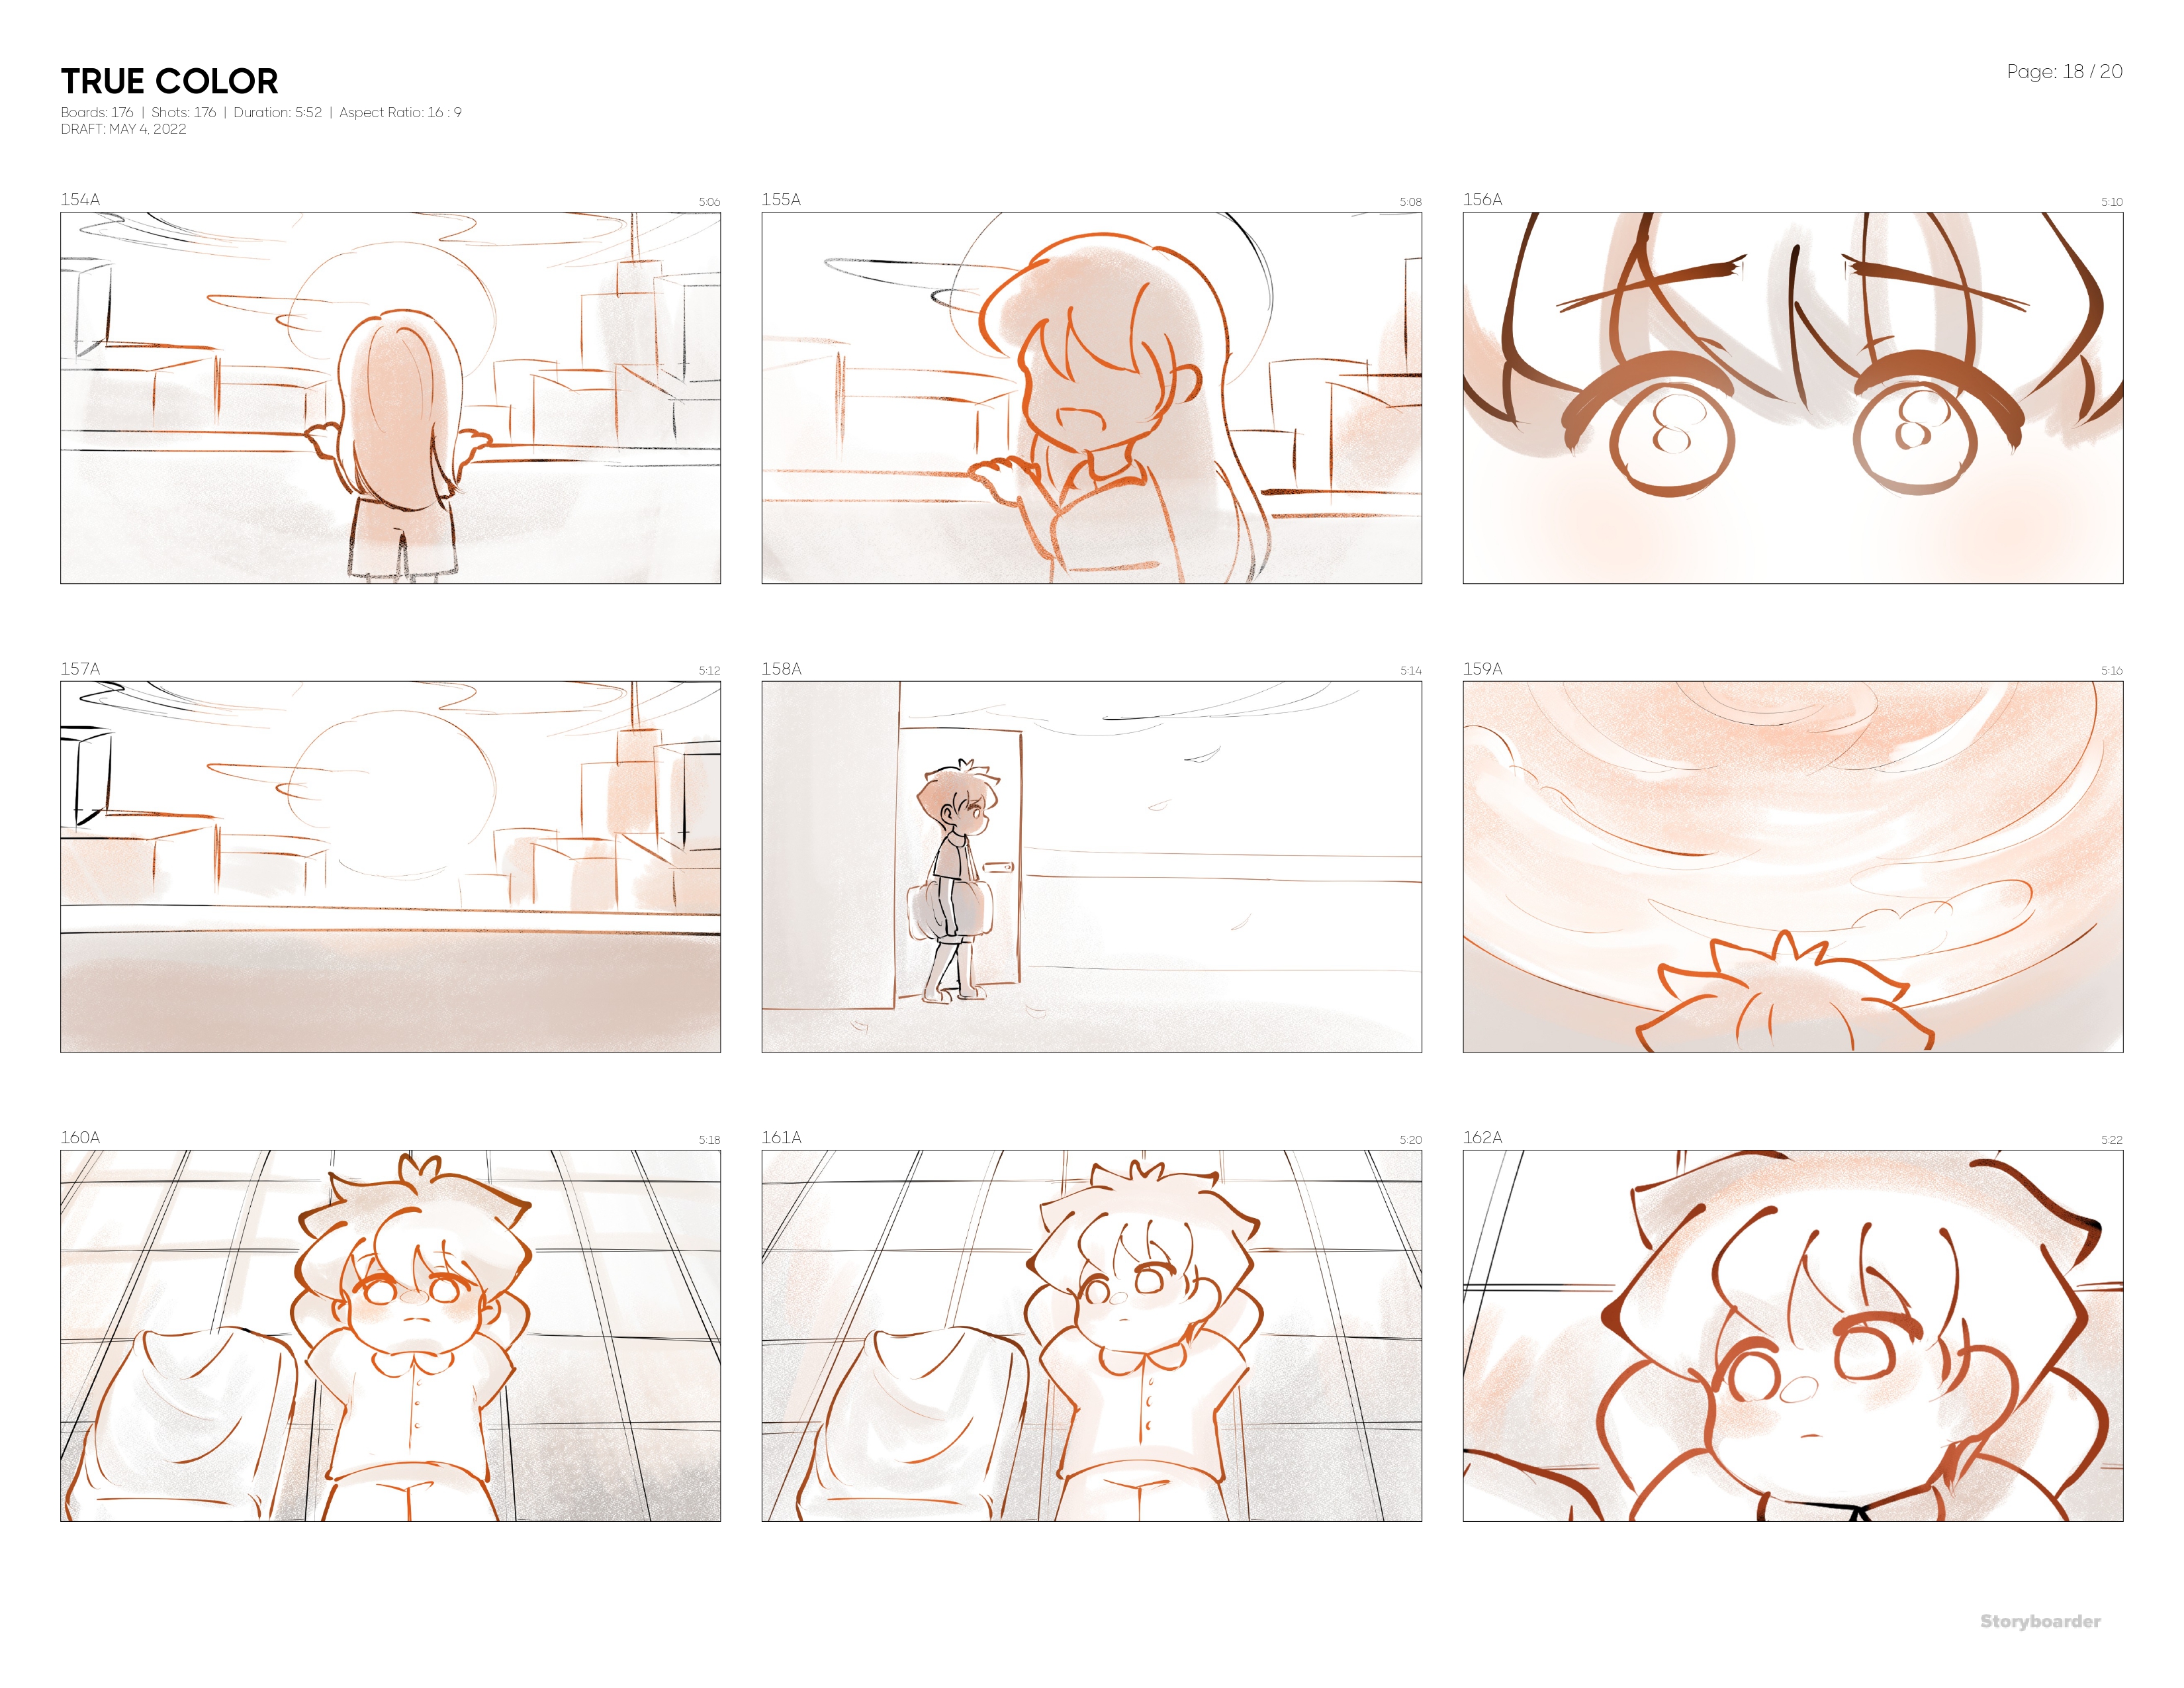 TRUE COLOR
Page: 18 / 20
Boards: 176 | Shots: 176 | Duration: 5:52 | Aspect Ratio: 16 : 9
DRAFT: MAY 4, 2022
154A 5:06
155A 5:08
156A 5:10
157A 5:12
158A 5:14
159A 5:16
160A 5:18
161A 5:20
162A 5:22
Storyboarder